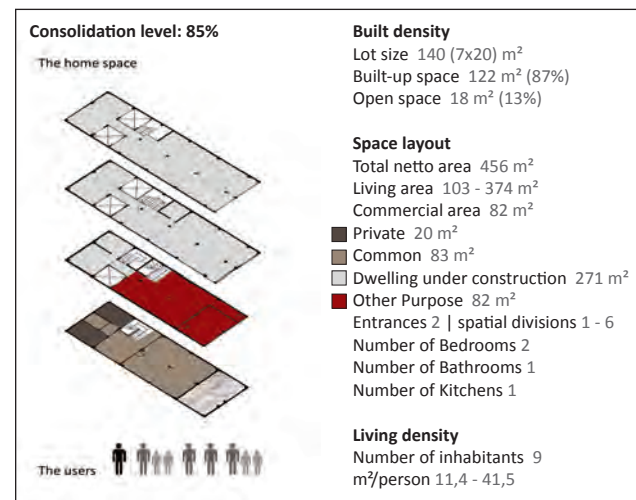 Consolidation level: 85%
The home space
The users
Built density
Lot size 140 (7x20) m²
Built-up space 122 m² (87%)
Open space 18 m² (13%)
Space layout
Total netto area 456 m²
Living area 103 - 374 m²
Commercial area 82 m²
Private 20 m²
Common 83 m²
Dwelling under construction 271 m²
Other Purpose 82 m²
Entrances 2 | spatial divisions 1 - 6
Number of Bedrooms 2
Number of Bathrooms 1
Number of Kitchens 1
Living density
Number of inhabitants 9
m²/person 11,4 - 41,5